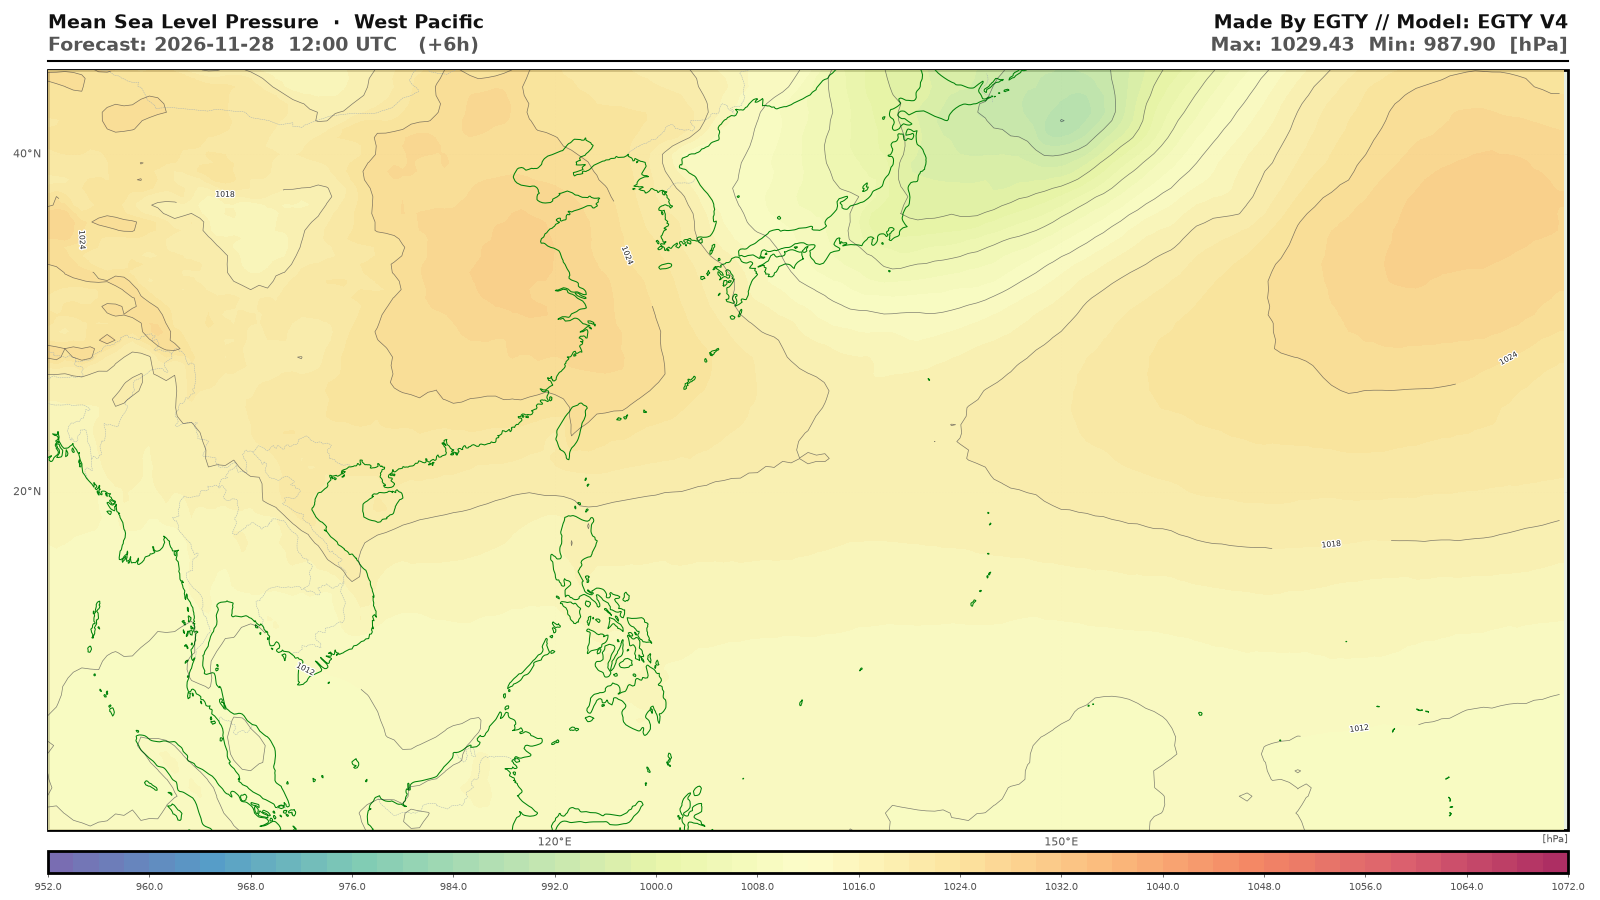 Mean Sea Level Pressure · West Pacific
Made By EGTY // Model: EGTY V4
Forecast: 2026-11-28 12:00 UTC (+6h)
Max: 1029.43 Min: 987.90 [hPa]
40°N
1018
1024
1024
1024
20°N
1018
1012
1012
120°E
150°E
[hPa]
952.0 960.0 968.0 976.0 984.0 992.0 1000.0 1008.0 1016.0 1024.0 1032.0 1040.0 1048.0 1056.0 1064.0 1072.0